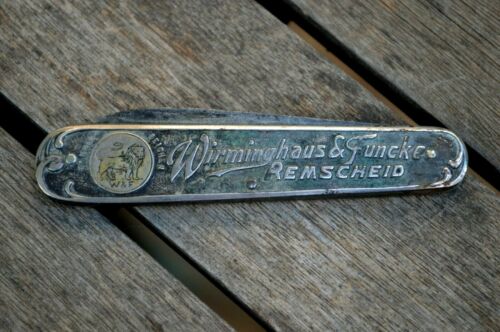 W & F
Wirminghaus & Funcke
REMSCHEID